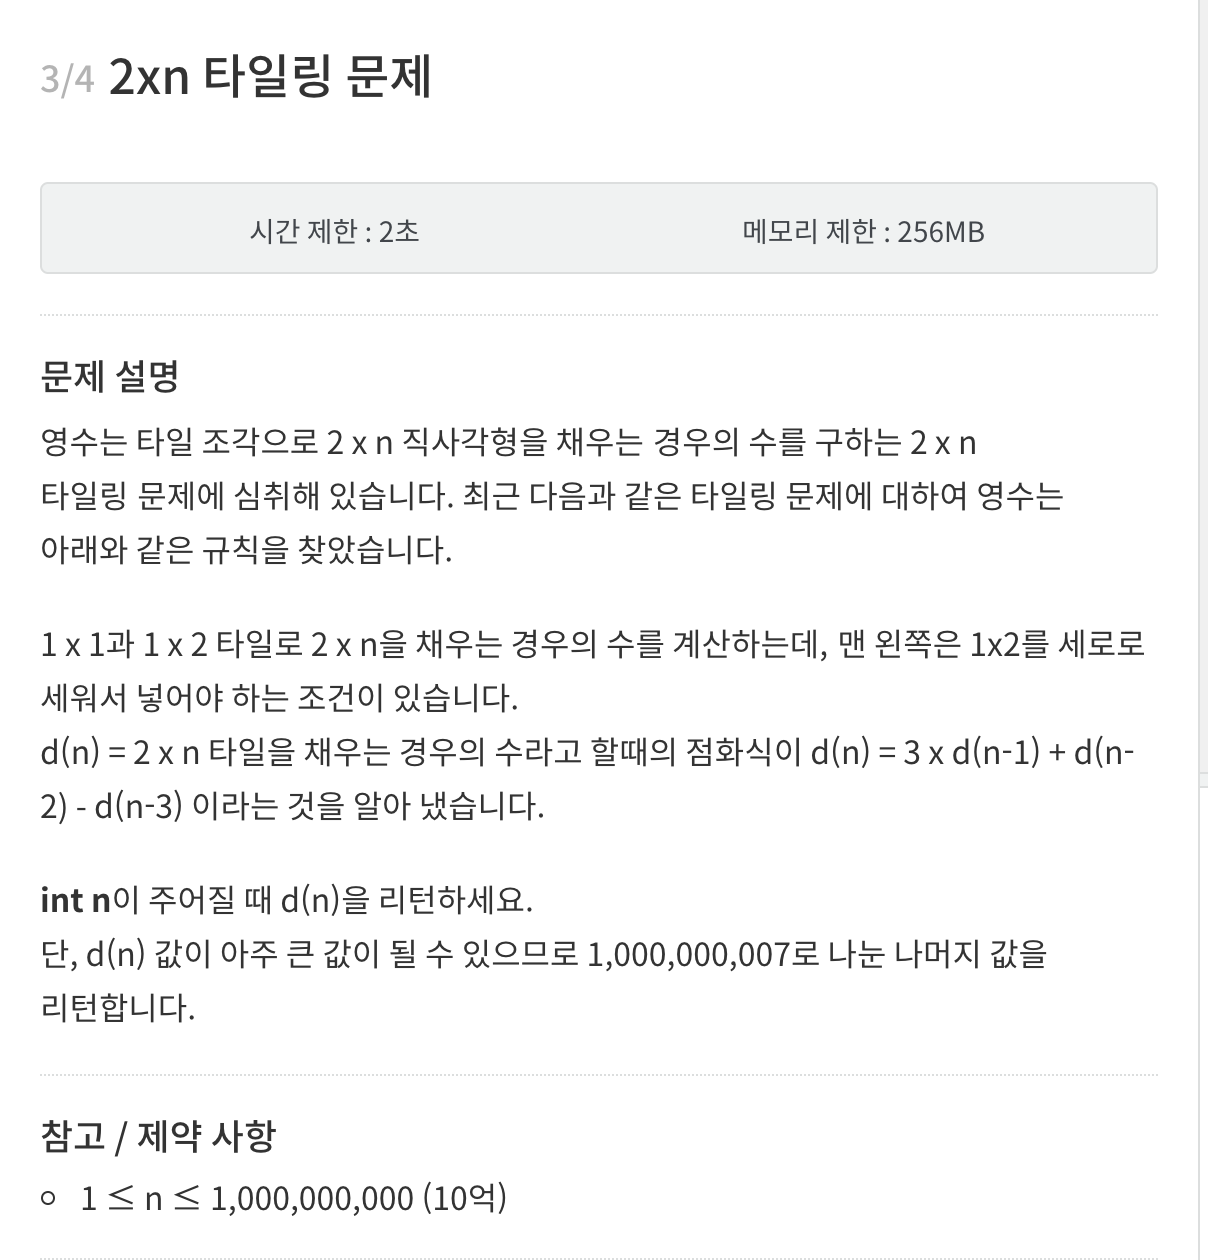 3/4 2xn 타일링 문제
시간 제한 : 2초 메모리 제한 : 256MB
문제 설명
영수는 타일 조각으로 2 x n 직사각형을 채우는 경우의 수를 구하는 2 x n
타일링 문제에 심취해 있습니다. 최근 다음과 같은 타일링 문제에 대하여 영수는
아래와 같은 규칙을 찾았습니다.
1 x 1과 1 x 2 타일로 2 x n을 채우는 경우의 수를 계산하는데, 맨 왼쪽은 1x2를 세로로
세워서 넣어야 하는 조건이 있습니다.
d(n) = 2 x n 타일을 채우는 경우의 수라고 할때의 점화식이 d(n) = 3 x d(n-1) + d(n-
2) - d(n-3) 이라는 것을 알아 냈습니다.
int n이 주어질 때 d(n)을 리턴하세요.
단, d(n) 값이 아주 큰 값이 될 수 있으므로 1,000,000,007로 나눈 나머지 값을
리턴합니다.
참고 / 제약 사항
○ 1 ≤ n ≤ 1,000,000,000 (10억)